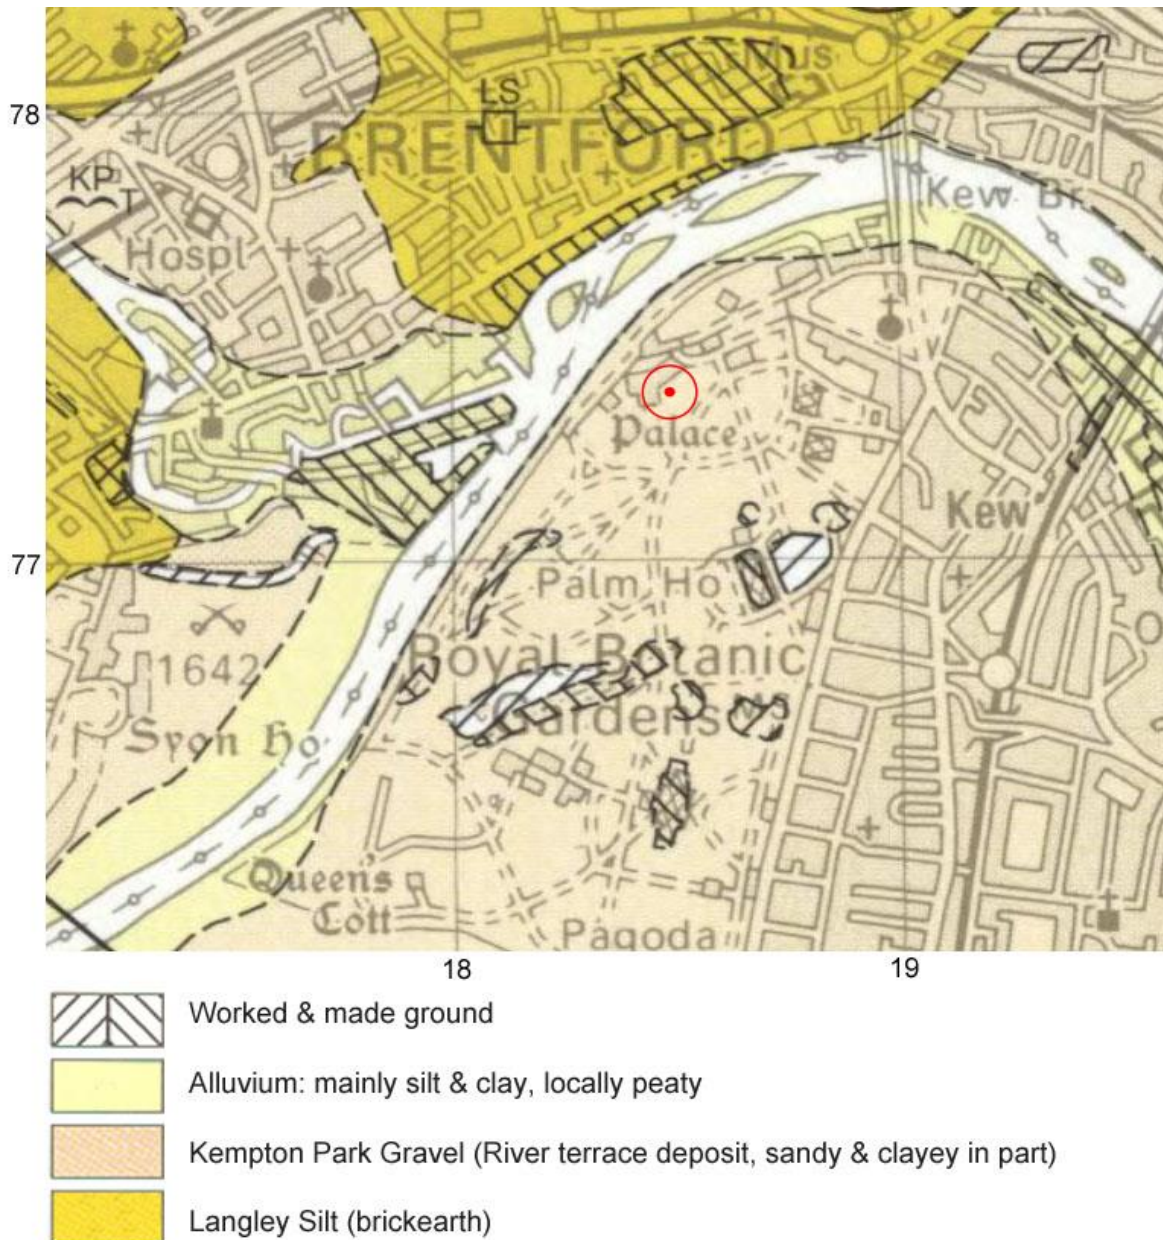 Mus
78
LS
BRENTFORD
KP
T
Kew Br.
Hospl
Palace
Kew
77
Palm Ho
1642
Royal Botanic
Gardens
Syon Ho.
Queen's
Cott
Pagoda
18
19
Worked & made ground
Alluvium: mainly silt & clay, locally peaty
Kempton Park Gravel (River terrace deposit, sandy & clayey in part)
Langley Silt (brickearth)